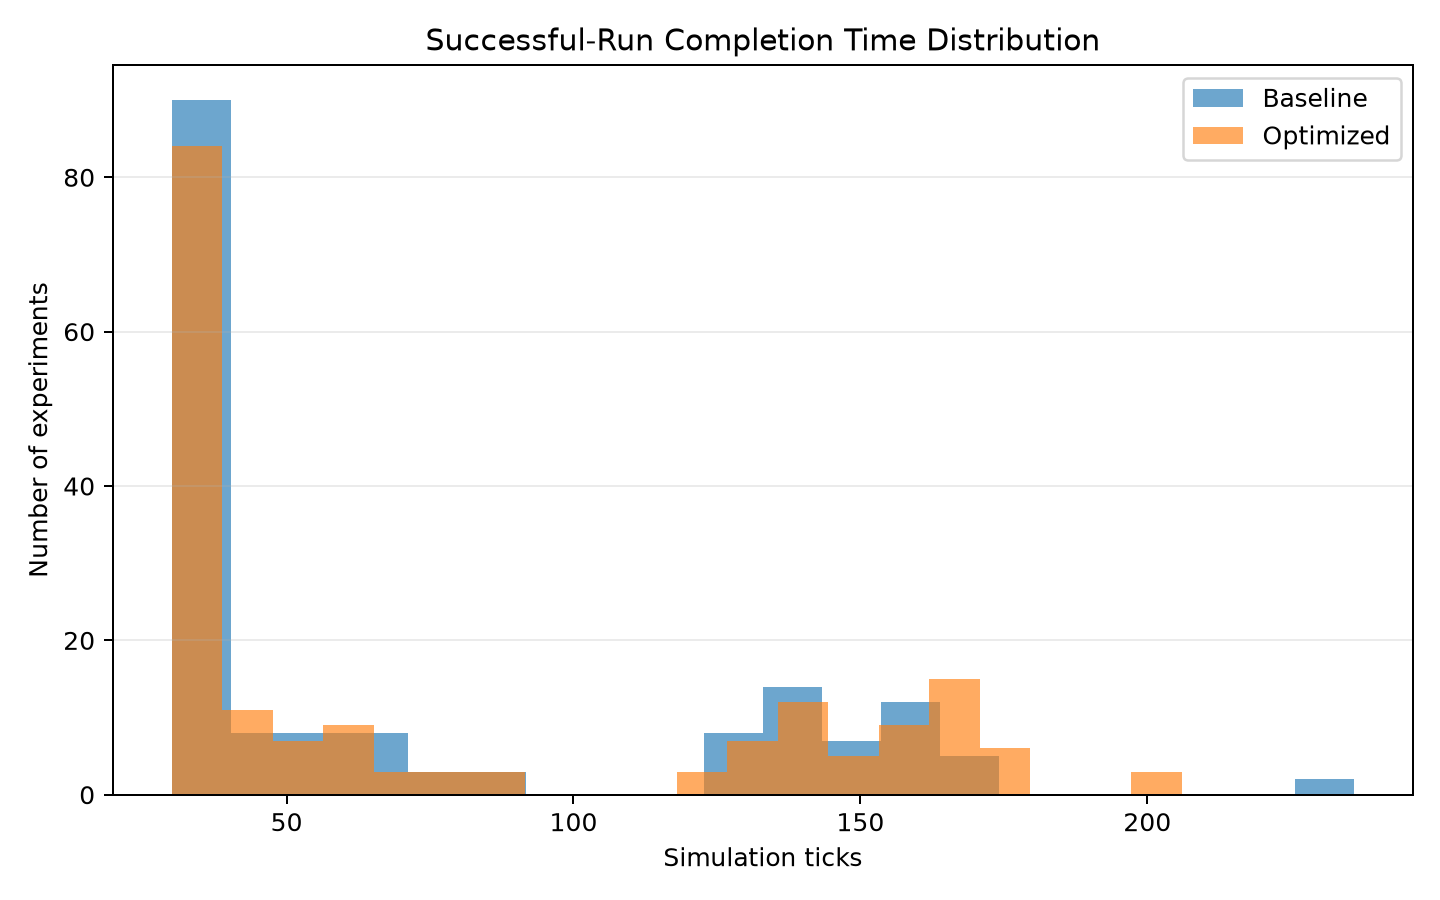 Successful-Run Completion Time Distribution
Baseline
Optimized
Number of experiments
80
60
40
20
0
50
100
150
200
Simulation ticks